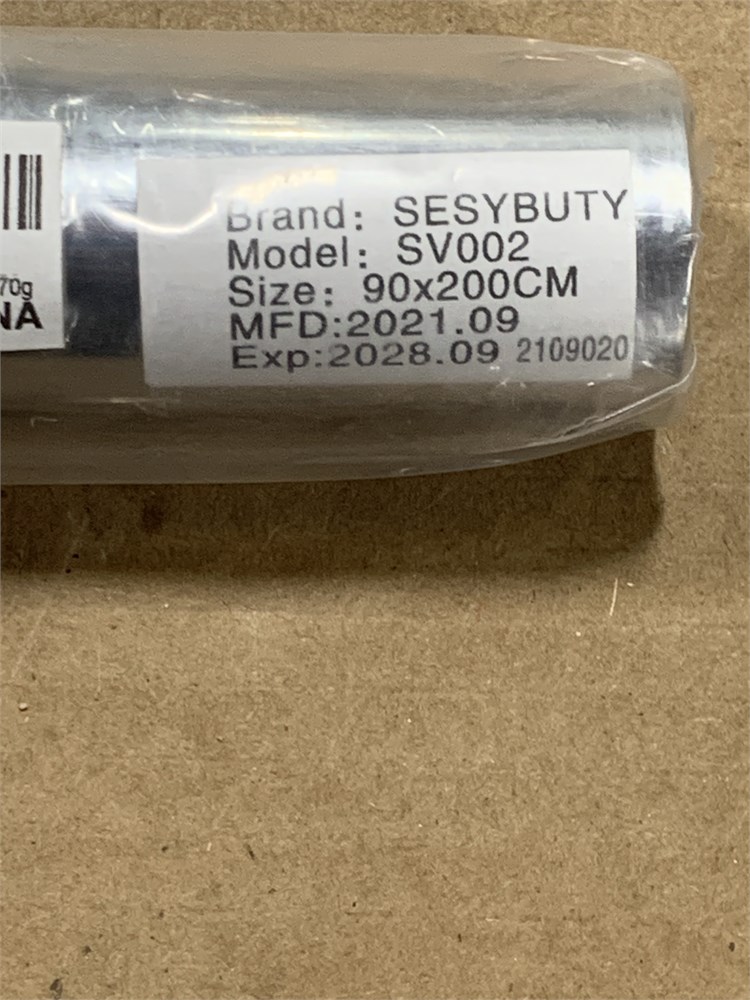 70g
NA
Brand: SESYBUTY
Model: SV002
Size: 90x200CM
MFD:2021.09
Exp:2028.09 2109020